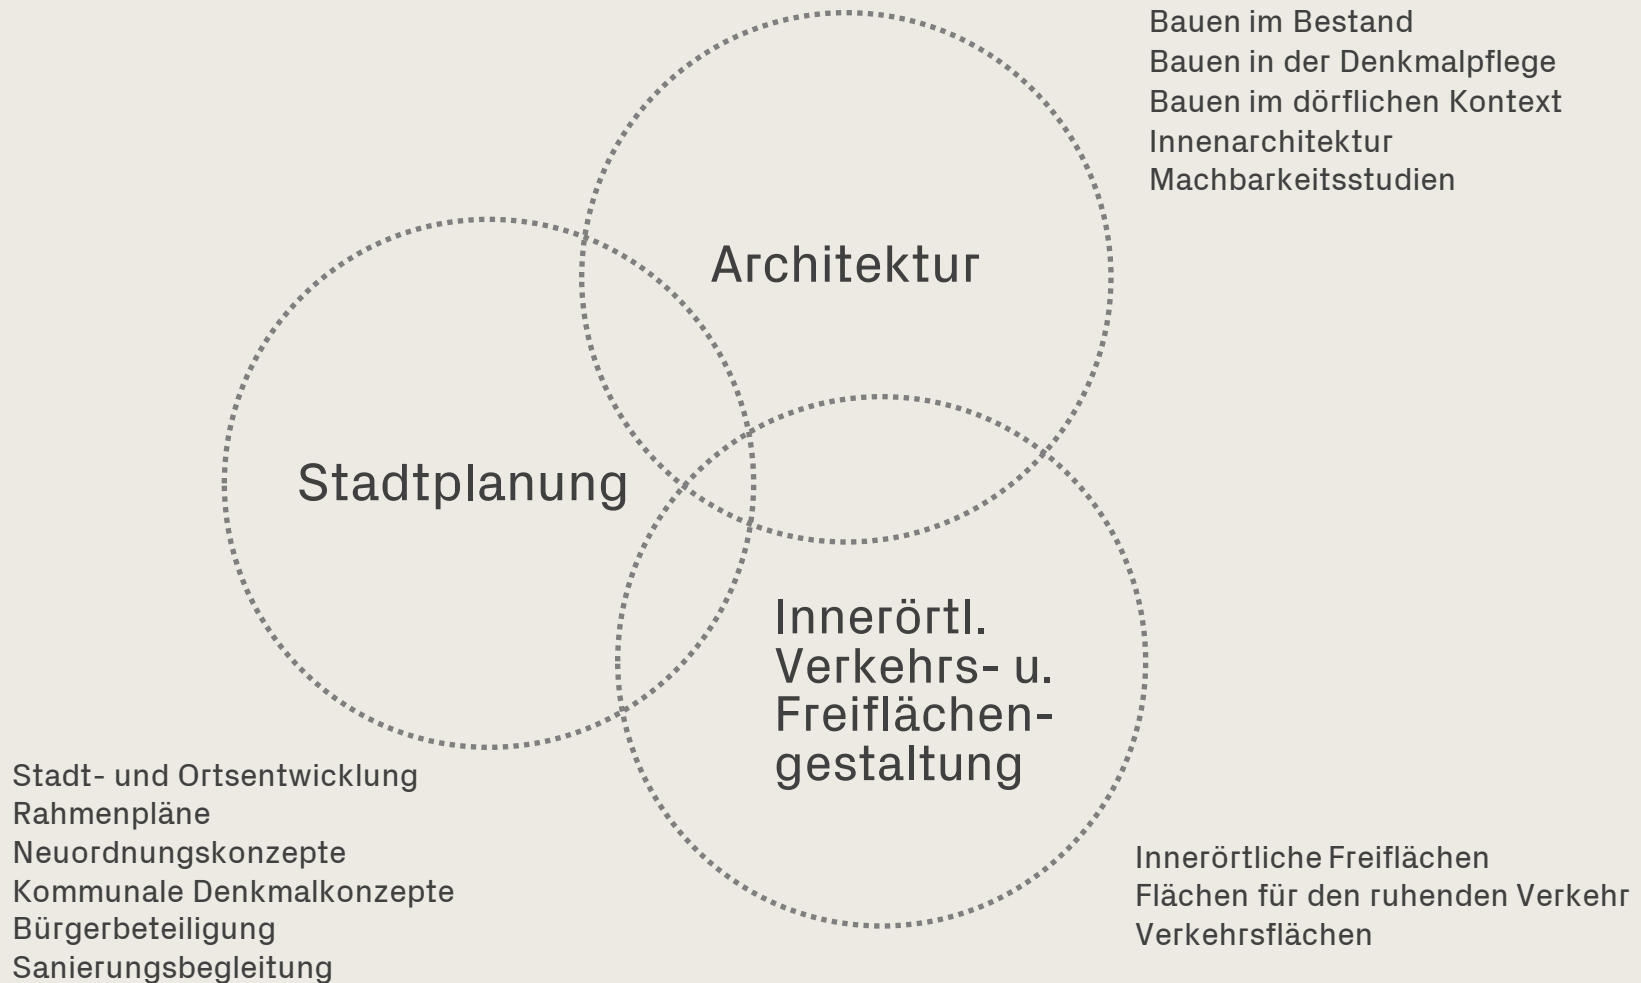 Bauen im Bestand
Bauen in der Denkmalpflege
Bauen im dörflichen Kontext
Innenarchitektur
Machbarkeitsstudien
Architektur
Stadtplanung
Innerörtl.
Verkehrs- u.
Freiflächen-
gestaltung
Stadt- und Ortsentwicklung
Rahmenpläne
Neuordnungskonzepte
Kommunale Denkmalkonzepte
Bürgerbeteiligung
Sanierungsbegleitung
Innerörtliche Freiflächen
Flächen für den ruhenden Verkehr
Verkehrsflächen